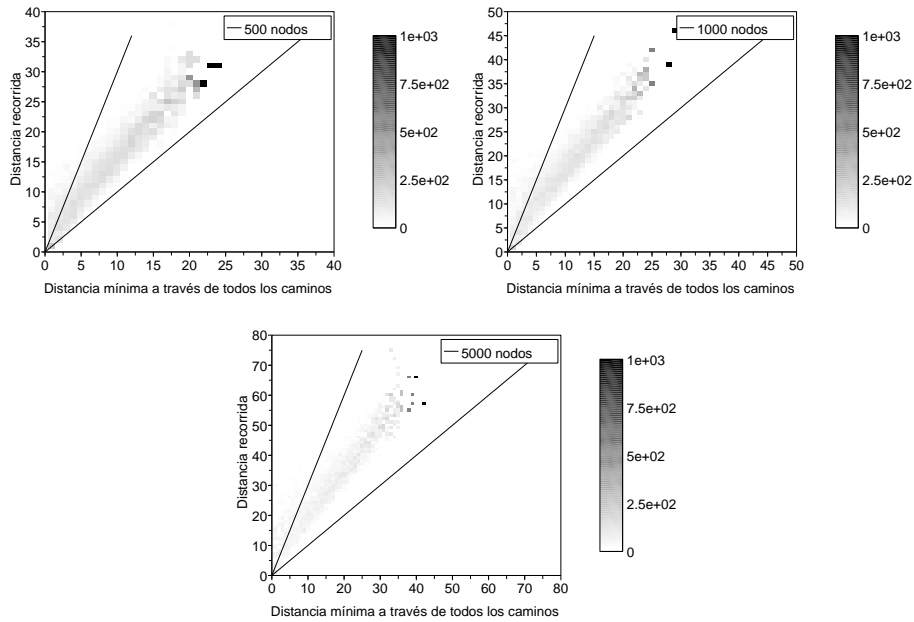 40
35
30
25
20
15
10
5
0
Distancia recorrida
500 nodos
0 5 10 15 20 25 30 35 40
Distancia mínima a través de todos los caminos
1e+03
7.5e+02
5e+02
2.5e+02
0
50
45
40
35
30
25
20
15
10
5
0
Distancia recorrida
1000 nodos
0 5 10 15 20 25 30 35 40 45 50
Distancia mínima a través de todos los caminos
1e+03
7.5e+02
5e+02
2.5e+02
0
80
70
60
50
40
30
20
10
0
Distancia recorrida
5000 nodos
0 10 20 30 40 50 60 70 80
Distancia mínima a través de todos los caminos
1e+03
7.5e+02
5e+02
2.5e+02
0